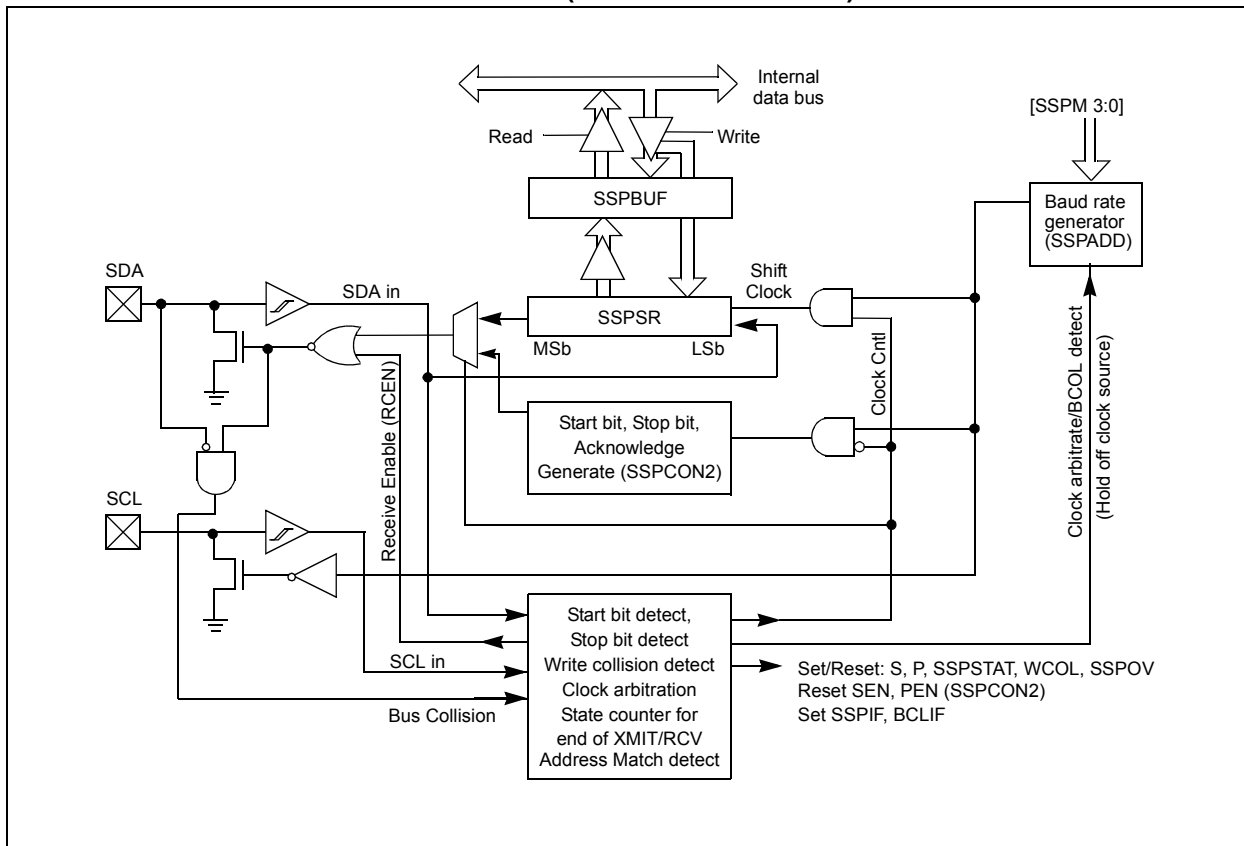 Internal
data bus
[SSPM 3:0]
Read
Write
SSPBUF
Baud rate
generator
(SSPADD)
SDA
SDA in
Shift
Clock
SSPSR
MSb
LSb
Clock Cntl
Clock arbitrate/BCOL detect
(Hold off clock source)
Receive Enable (RCEN)
Start bit, Stop bit,
Acknowledge
Generate (SSPCON2)
SCL
SCL in
Bus Collision
Start bit detect,
Stop bit detect
Write collision detect
Clock arbitration
State counter for
end of XMIT/RCV
Address Match detect
Set/Reset: S, P, SSPSTAT, WCOL, SSPOV
Reset SEN, PEN (SSPCON2)
Set SSPIF, BCLIF